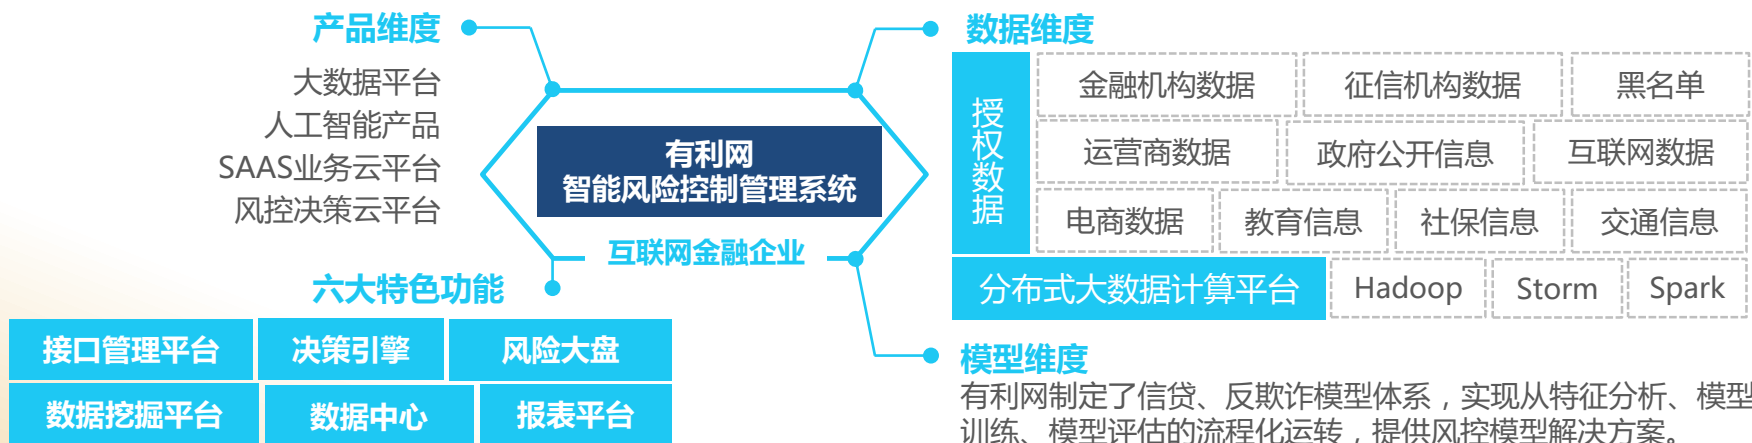 产品维度
大数据平台
人工智能产品
SAAS业务云平台
风控决策云平台
有利网
智能风险控制管理系统
互联网金融企业
六大特色功能
接口管理平台 决策引擎 风险大盘
数据挖掘平台 数据中心 报表平台
数据维度
授权数据
金融机构数据 征信机构数据 黑名单
运营商数据 政府公开信息 互联网数据
电商数据 教育信息 社保信息 交通信息
分布式大数据计算平台 Hadoop Storm Spark
模型维度
有利网制定了信贷、反欺诈模型体系，实现从特征分析、模型
训练、模型评估的流程化运转，提供风控模型解决方案。